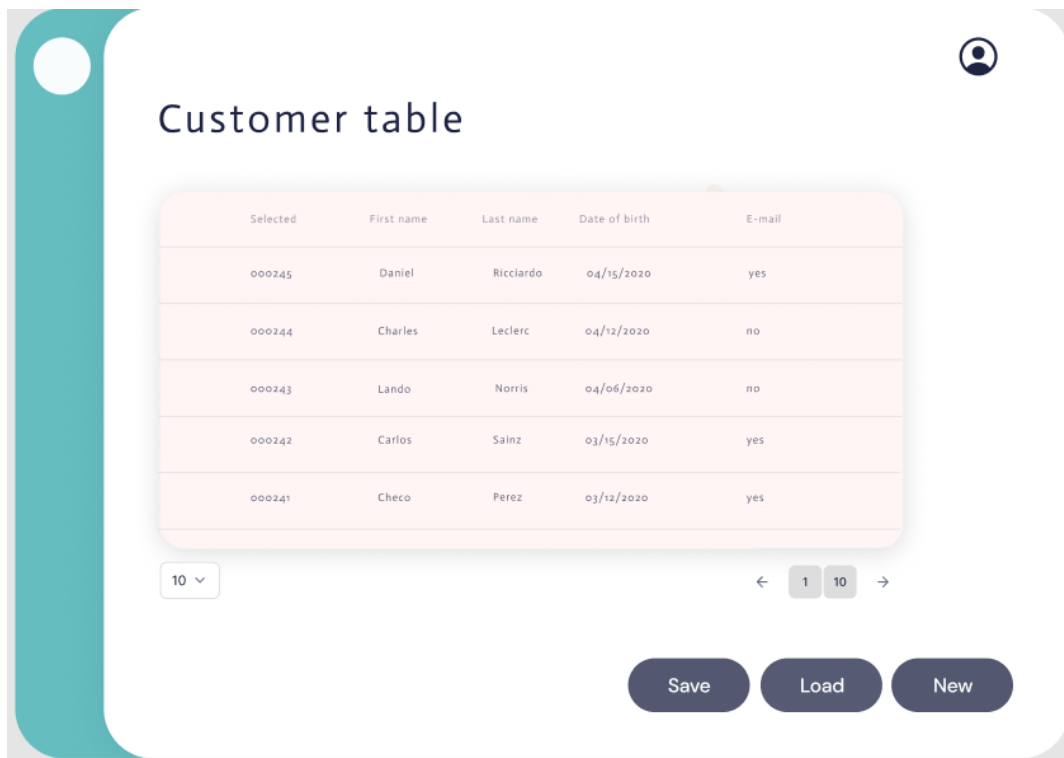 Customer table
Selected First name Last name Date of birth E-mail
000245 Daniel Ricciardo 04/15/2020 yes
000244 Charles Leclerc 04/12/2020 no
000243 Lando Norris 04/06/2020 no
000242 Carlos Sainz 03/15/2020 yes
000241 Checo Perez 03/12/2020 yes
10 1 10
Save Load New